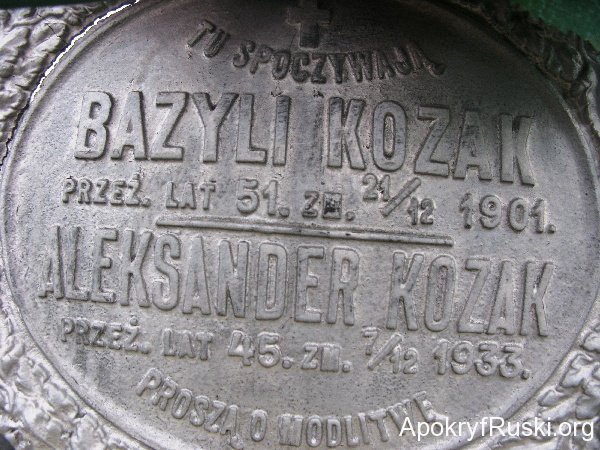 TU SPOCZYWAJĄ
BAZYLI KOZAK
PRZEŻ. LAT 51. ZM. 21/12 1901.
ALEKSANDER KOZAK
PRZEŻ. LAT 45. ZM. 7/12 1933.
PROSZĄ O MODLITWĘ
ApokryfRuski.org